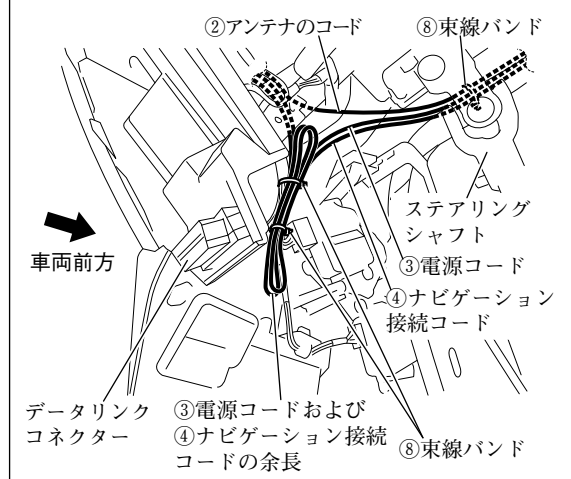 ②アンテナのコード
⑧束線バンド
ステアリング
シャフト
③電源コード
④ナビゲーション
接続コード
車両前方
データリンク
コネクター
③電源コードおよび
④ナビゲーション接続
コードの余長
⑧束線バンド